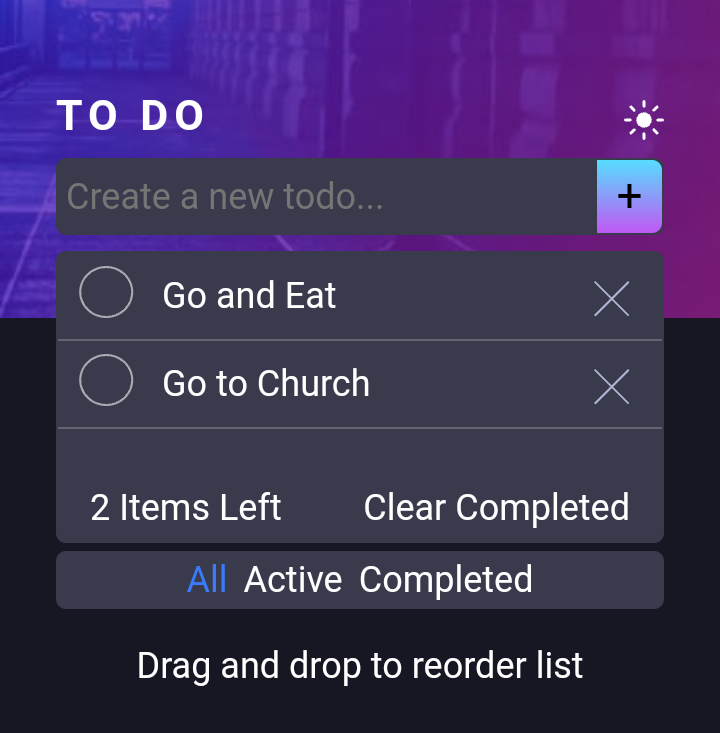 TO DO
Create a new todo...
+
Go and Eat
Go to Church
2 Items Left Clear Completed
All Active Completed
Drag and drop to reorder list